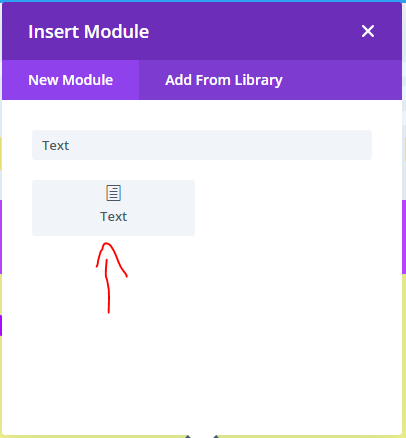 Insert Module
New Module Add From Library
Text
Text